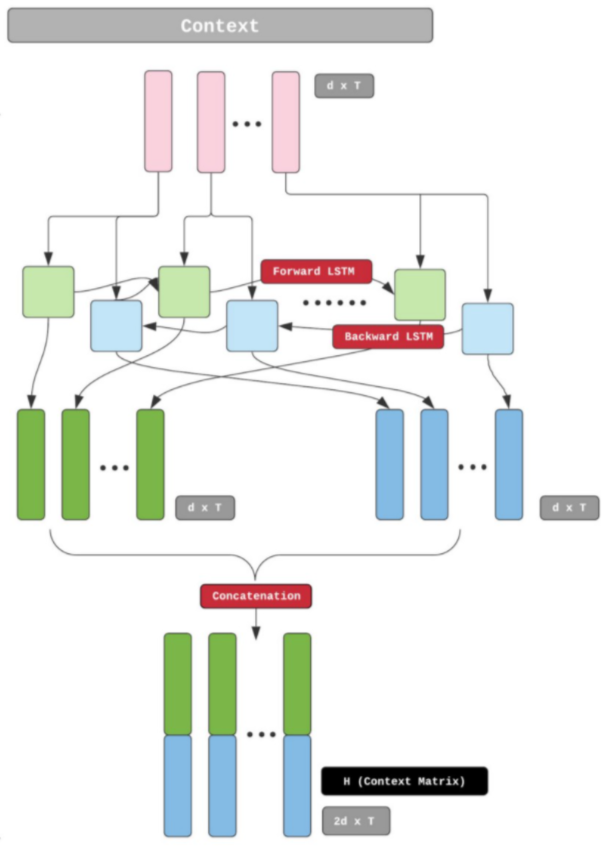 Context
d x T
Forward LSTM
Backward LSTM
d x T
d x T
Concatenation
H (Context Matrix)
2d x T